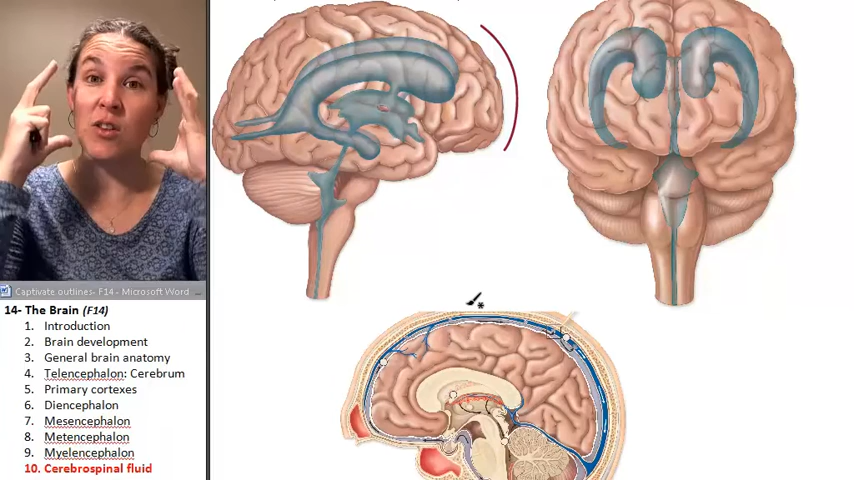 Captivate outlines- F14 - Microsoft Word
14- The Brain (F14)
1. Introduction
2. Brain development
3. General brain anatomy
4. Telencephalon: Cerebrum
5. Primary cortexes
6. Diencephalon
7. Mesencephalon
8. Metencephalon
9. Myelencephalon
10. Cerebrospinal fluid